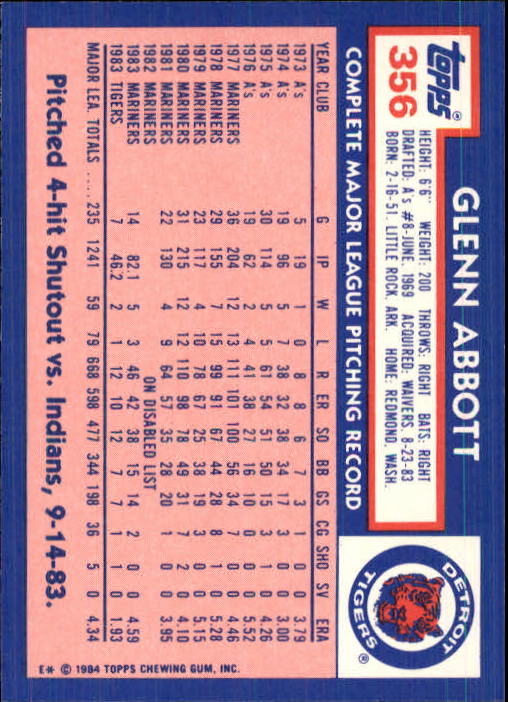 topps®
356
GLENN ABBOTT
HEIGHT: 6'6" WEIGHT: 200 THROWS: RIGHT BATS: RIGHT
DRAFTED: A's #8-JUNE, 1969 ACQUIRED: WAIVERS, 8-23-83
BORN: 2-16-51, LITTLE ROCK, ARK. HOME: REDMOND, WASH.
DETROIT TIGERS®
COMPLETE MAJOR LEAGUE PITCHING RECORD
YEAR CLUB G IP W L R ER SO BB GS CG SHO SV ERA
1973 A's 5 19 1 0 8 8 6 7 3 1 0 0 3.79
1974 A's 19 96 5 7 38 32 38 34 17 3 0 0 3.00
1975 A's 30 114 5 5 61 54 51 50 15 3 1 0 4.26
1976 A's 19 62 2 4 41 38 27 16 10 0 0 0 5.52
1977 MARINERS 36 204 12 13 111 101 100 56 34 7 0 0 4.46
1978 MARINERS 29 155 7 15 99 91 67 44 28 8 1 0 5.28
1979 MARINERS 23 117 4 10 78 67 25 38 19 3 0 0 5.15
1980 MARINERS 31 215 12 12 110 98 78 49 31 7 2 0 4.10
1981 MARINERS 22 130 4 9 64 57 35 28 20 1 0 0 3.95
1982 MARINERS ON DISABLED LIST
1983 MARINERS 14 82.1 5 3 46 42 38 15 14 2 0 0 4.59
1983 TIGERS 7 46.2 2 1 12 10 12 7 7 1 1 0 1.93
MAJOR LEA. TOTALS .... 235 1241 59 79 668 598 477 344 198 36 5 0 4.34
Pitched 4-hit Shutout vs. Indians, 9-14-83.
E* © 1984 TOPPS CHEWING GUM, INC.